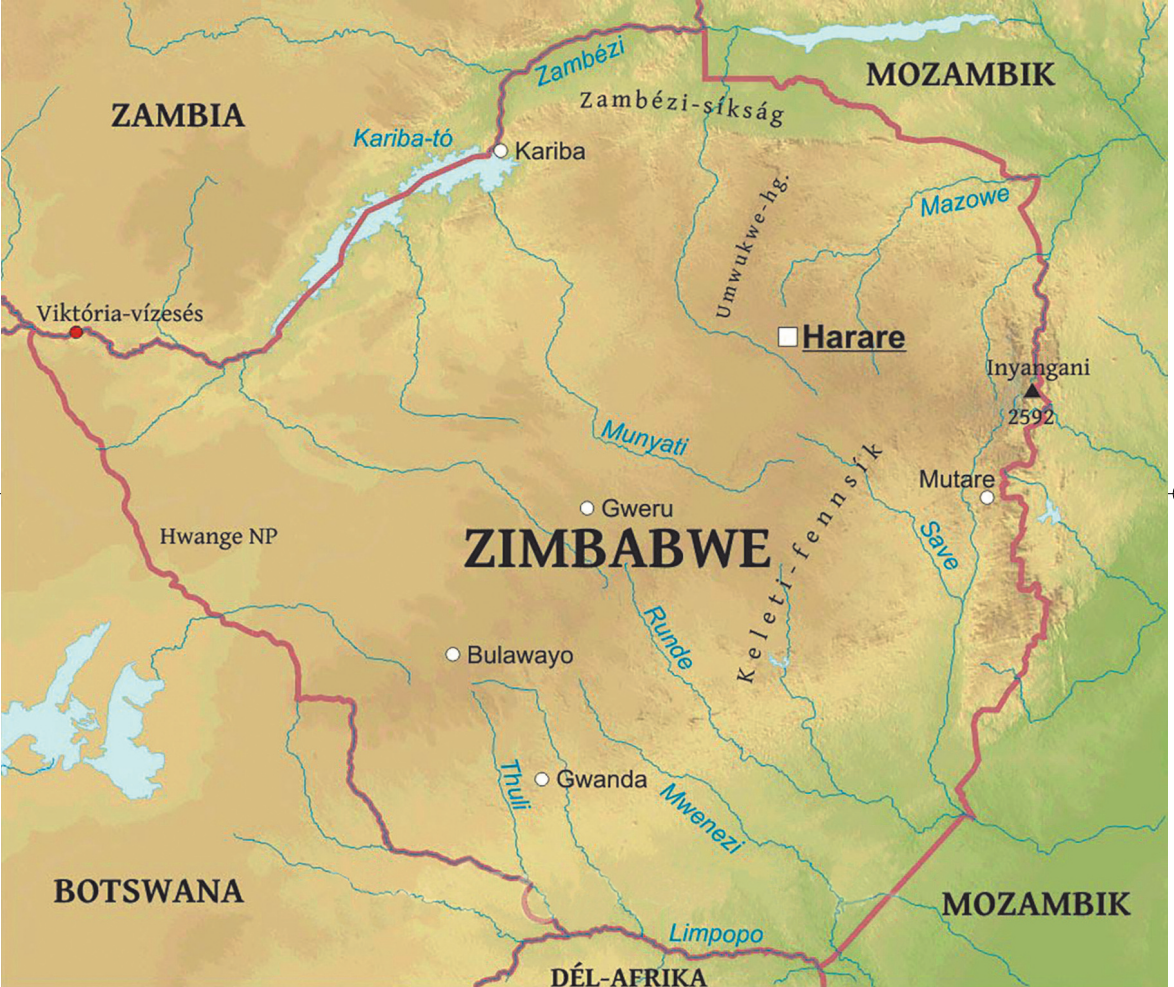 Zambézi
MOZAMBIK
Zambézi-síkság
ZAMBIA
Kariba-tó
Kariba
Mazowe
Umwukwe-hg.
Viktória-vízesés
Harare
Inyangani
2592
Munyati
Keleti-fennsík
Mutare
Gweru
Save
Hwange NP
ZIMBABWE
Runde
Bulawayo
Thuli
Gwanda
Mwenezi
BOTSWANA
MOZAMBIK
Limpopo
DÉL-AFRIKA